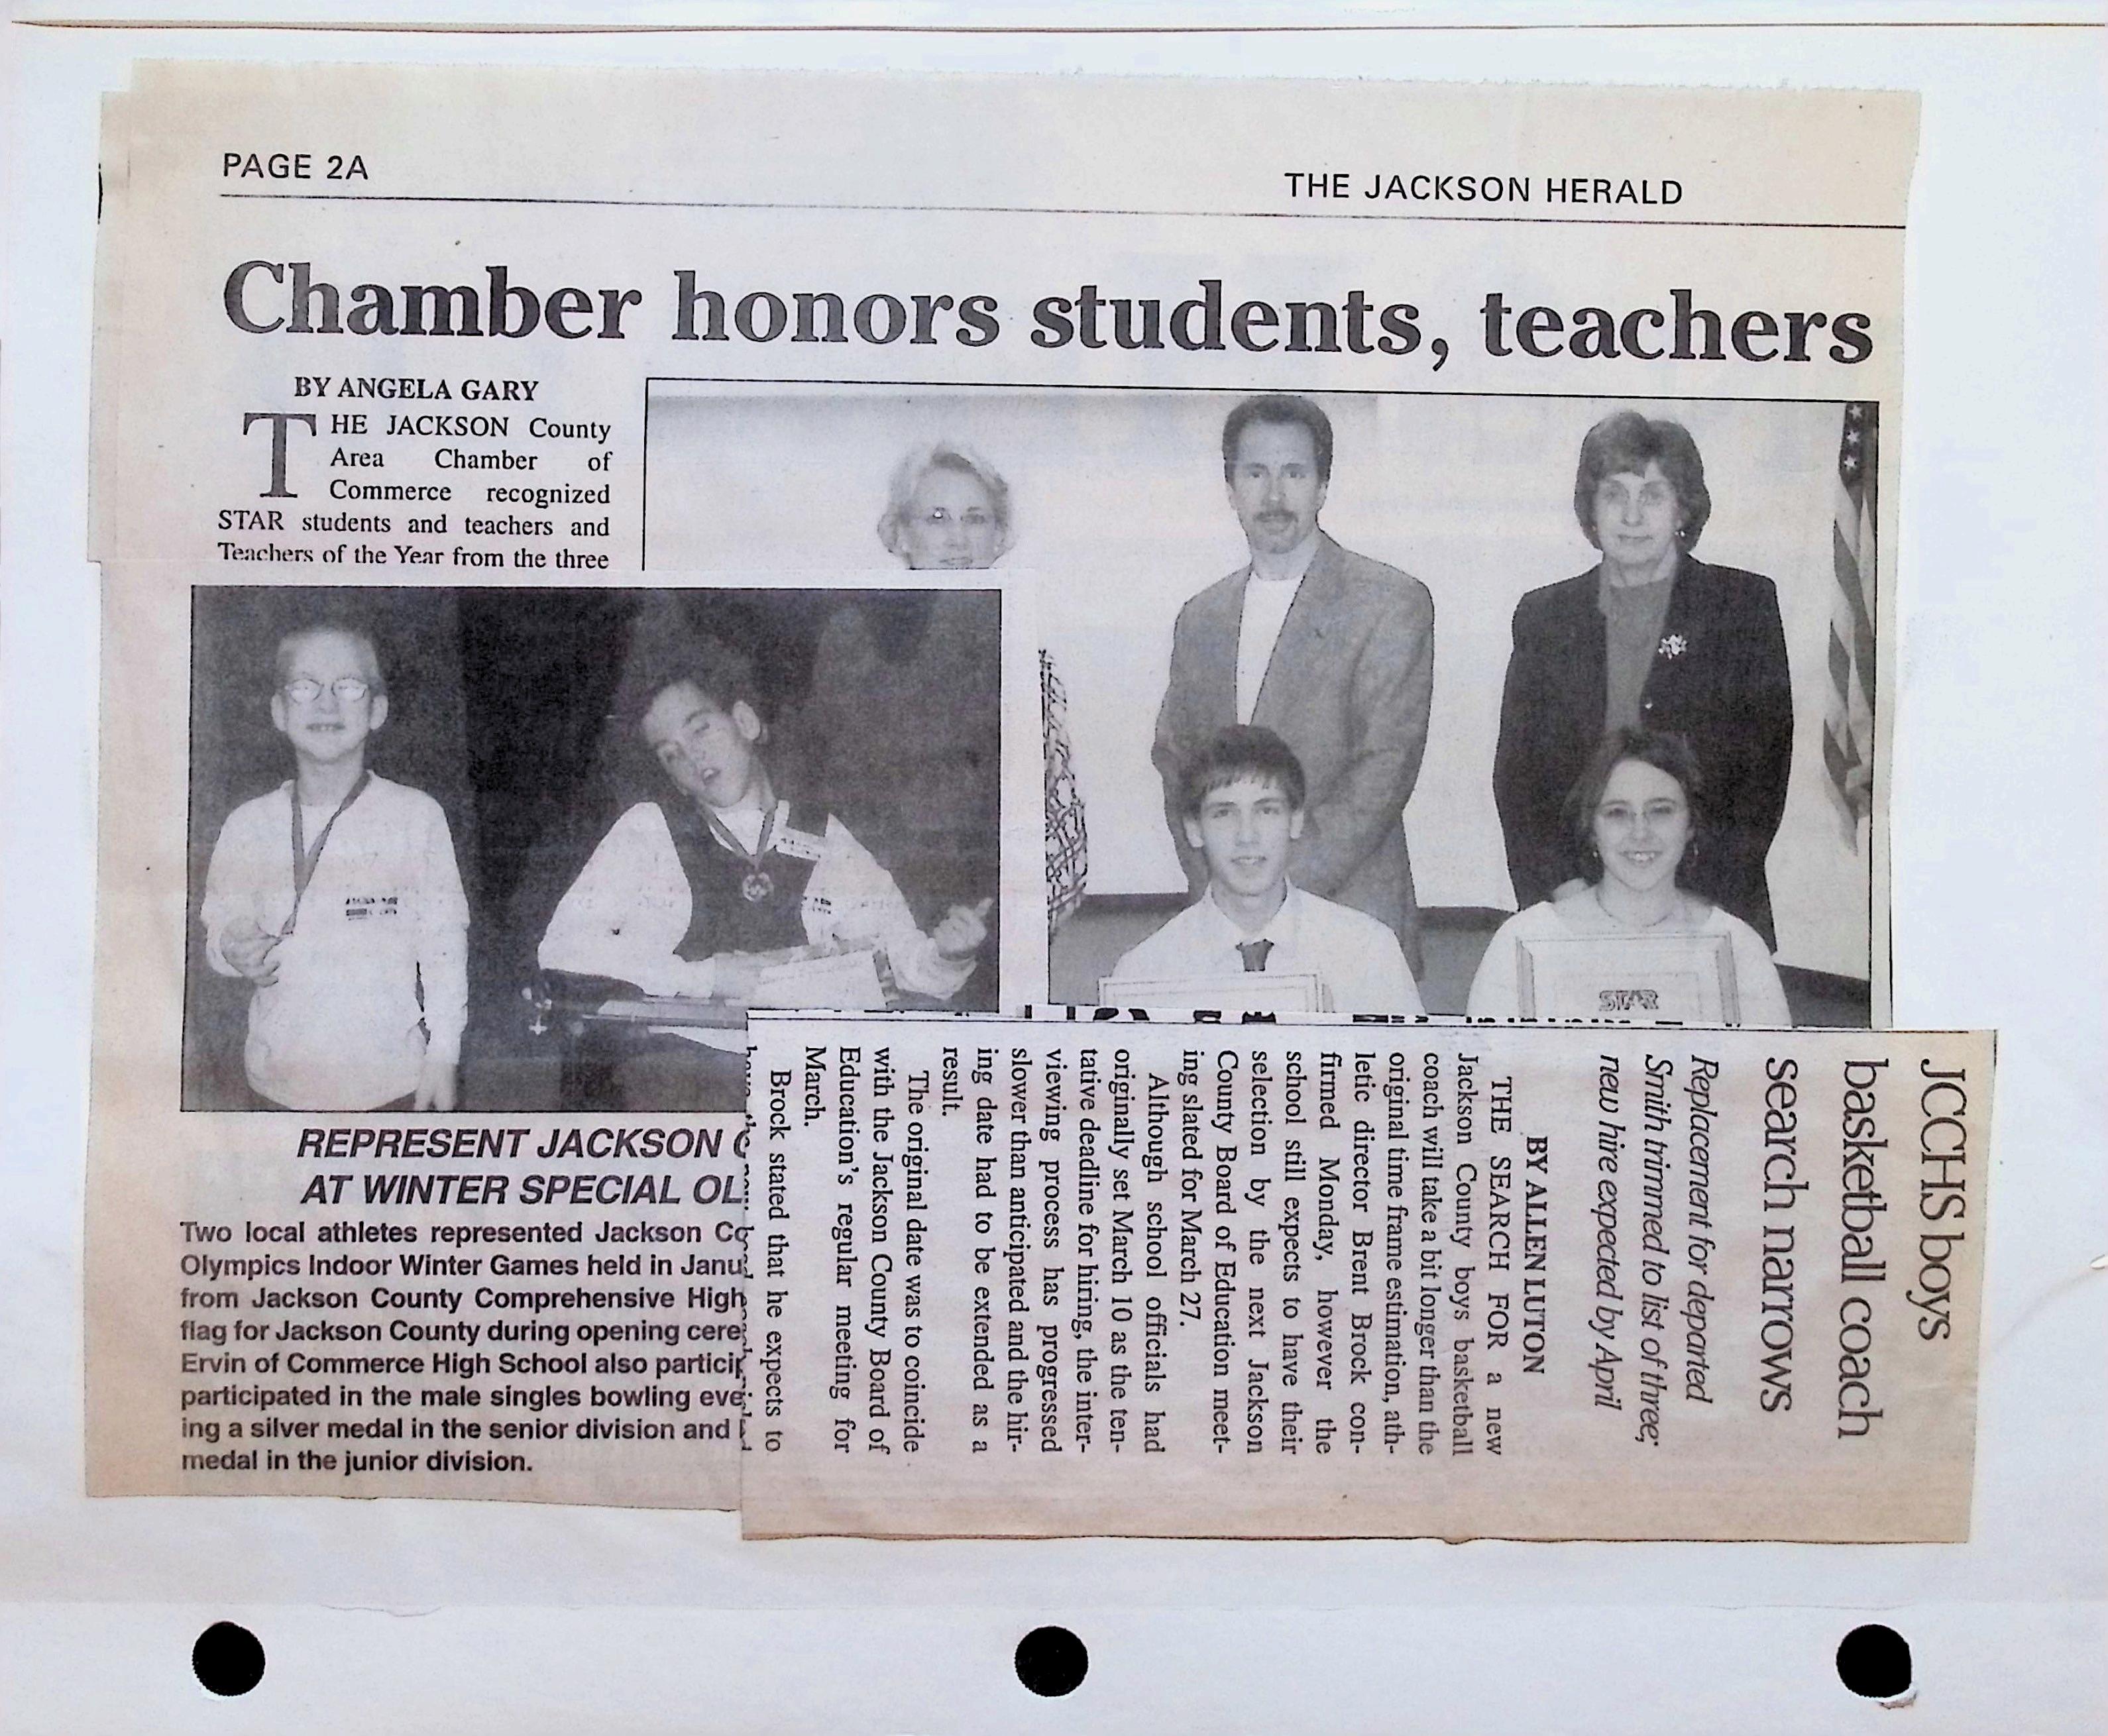 PAGE 2A
THE JACKSON HERALD
Chamber honors students, teachers
BY ANGELA GARY
THE JACKSON County
Area Chamber of
Commerce recognized
STAR students and teachers and
Teachers of the Year from the three
STAR
REPRESENT JACKSON
AT WINTER SPECIAL OL
Two local athletes represented Jackson Co
Olympics Indoor Winter Games held in Janu
from Jackson County Comprehensive High
flag for Jackson County during opening cere
Ervin of Commerce High School also partici
participated in the male singles bowling eve
ing a silver medal in the senior division and
medal in the junior division.
JCCHS boys
basketball coach
search narrows
Replacement for departed
Smith trimmed to list of three;
new hire expected by April
BY ALLEN LUTON
THE SEARCH FOR a new
Jackson County boys basketball
coach will take a bit longer than the
original time frame estimation, ath-
letic director Brent Brock con-
firmed Monday, however the
school still expects to have their
selection by the next Jackson
County Board of Education meet-
ing slated for March 27.
Although school officials had
originally set March 10 as the ten-
tative deadline for hiring, the inter-
viewing process has progressed
slower than anticipated and the hir-
ing date had to be extended as a
result.
The original date was to coincide
with the Jackson County Board of
Education's regular meeting for
March.
Brock stated that he expects to